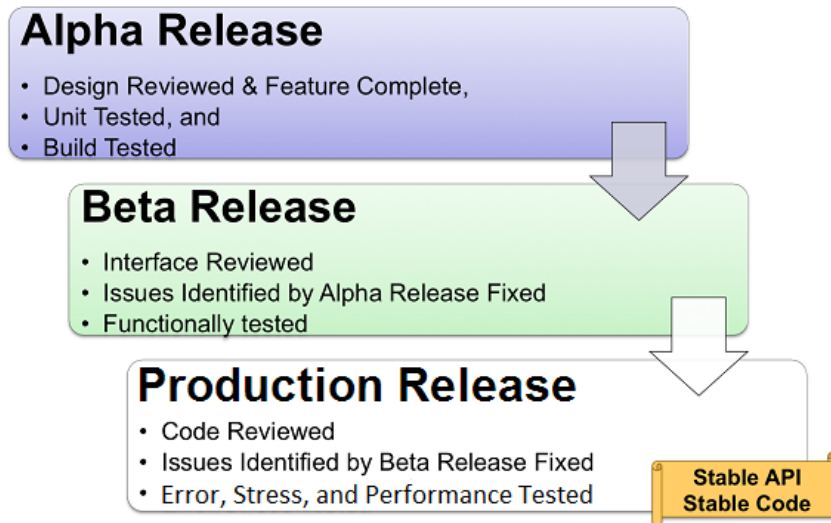 Alpha Release
• Design Reviewed & Feature Complete,
• Unit Tested, and
• Build Tested
Beta Release
• Interface Reviewed
• Issues Identified by Alpha Release Fixed
• Functionally tested
Production Release
• Code Reviewed
• Issues Identified by Beta Release Fixed
• Error, Stress, and Performance Tested
Stable API
Stable Code